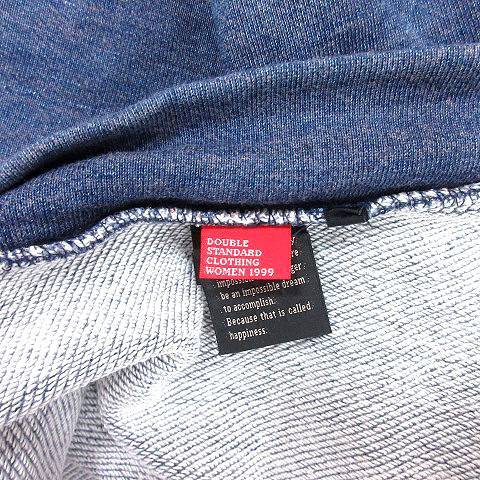 DOUBLE
STANDARD
CLOTHING
WOMEN 1999
be an impossible dream
to accomplish.
Because that is called
happiness.